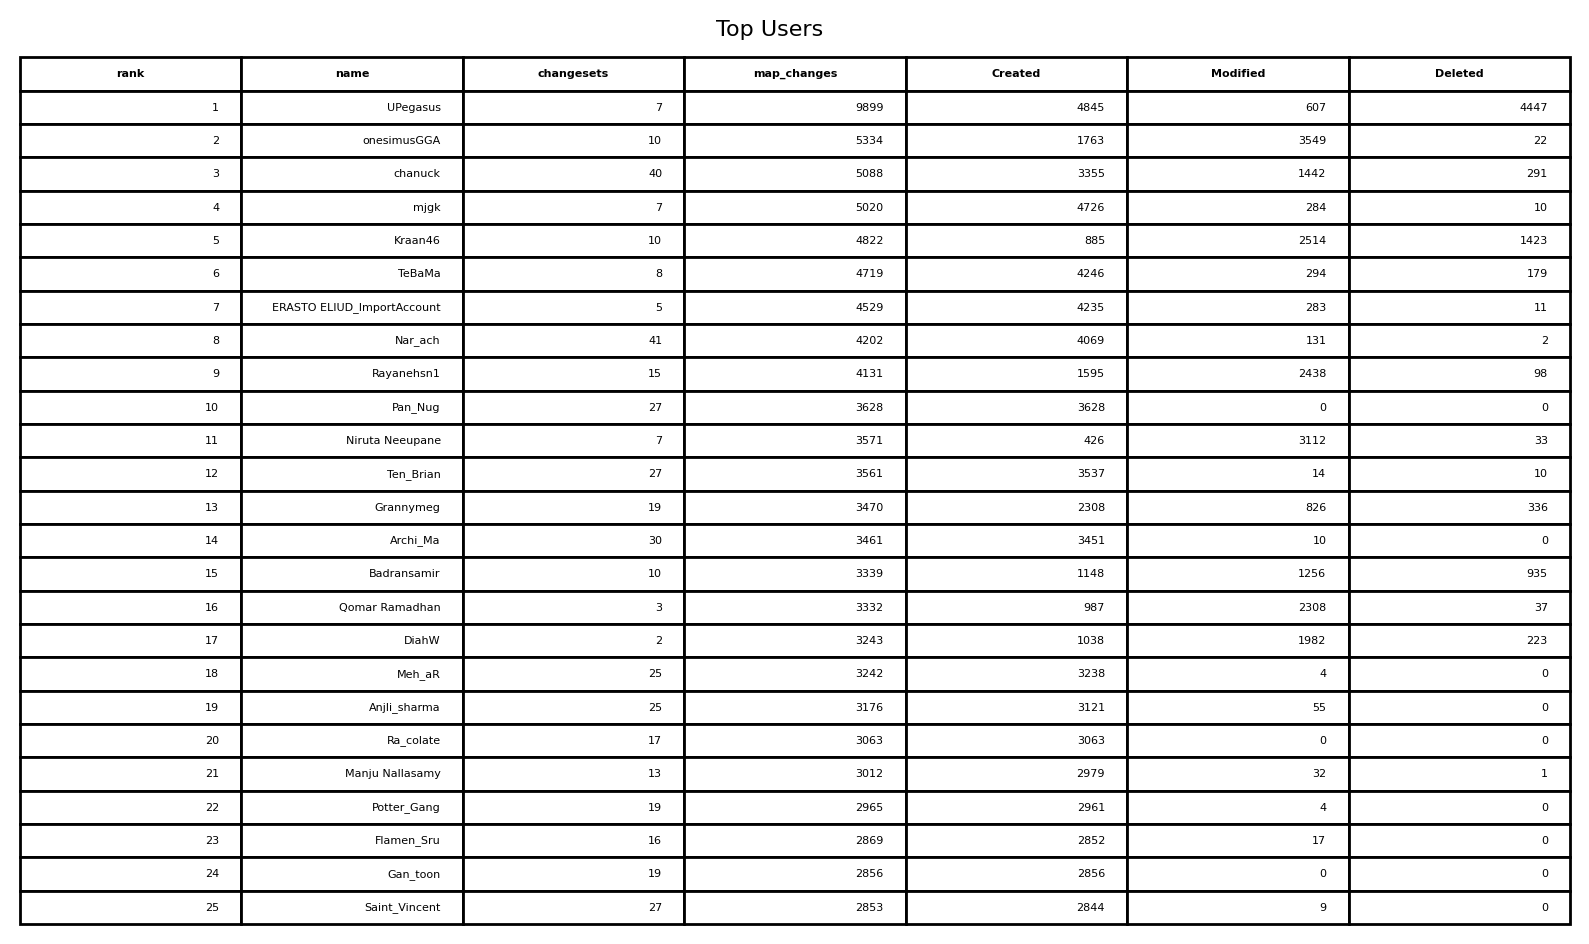 Top Users
rank name changesets map_changes Created Modified Deleted
1 UPegasus 7 9899 4845 607 4447
2 onesimusGGA 10 5334 1763 3549 22
3 chanuck 40 5088 3355 1442 291
4 mjgk 7 5020 4726 284 10
5 Kraan46 10 4822 885 2514 1423
6 TeBaMa 8 4719 4246 294 179
7 ERASTO ELIUD_ImportAccount 5 4529 4235 283 11
8 Nar_ach 41 4202 4069 131 2
9 Rayanehsn1 15 4131 1595 2438 98
10 Pan_Nug 27 3628 3628 0 0
11 Niruta Neeupane 7 3571 426 3112 33
12 Ten_Brian 27 3561 3537 14 10
13 Grannymeg 19 3470 2308 826 336
14 Archi_Ma 30 3461 3451 10 0
15 Badransamir 10 3339 1148 1256 935
16 Qomar Ramadhan 3 3332 987 2308 37
17 DiahW 2 3243 1038 1982 223
18 Meh_aR 25 3242 3238 4 0
19 Anjli_sharma 25 3176 3121 55 0
20 Ra_colate 17 3063 3063 0 0
21 Manju Nallasamy 13 3012 2979 32 1
22 Potter_Gang 19 2965 2961 4 0
23 Flamen_Sru 16 2869 2852 17 0
24 Gan_toon 19 2856 2856 0 0
25 Saint_Vincent 27 2853 2844 9 0